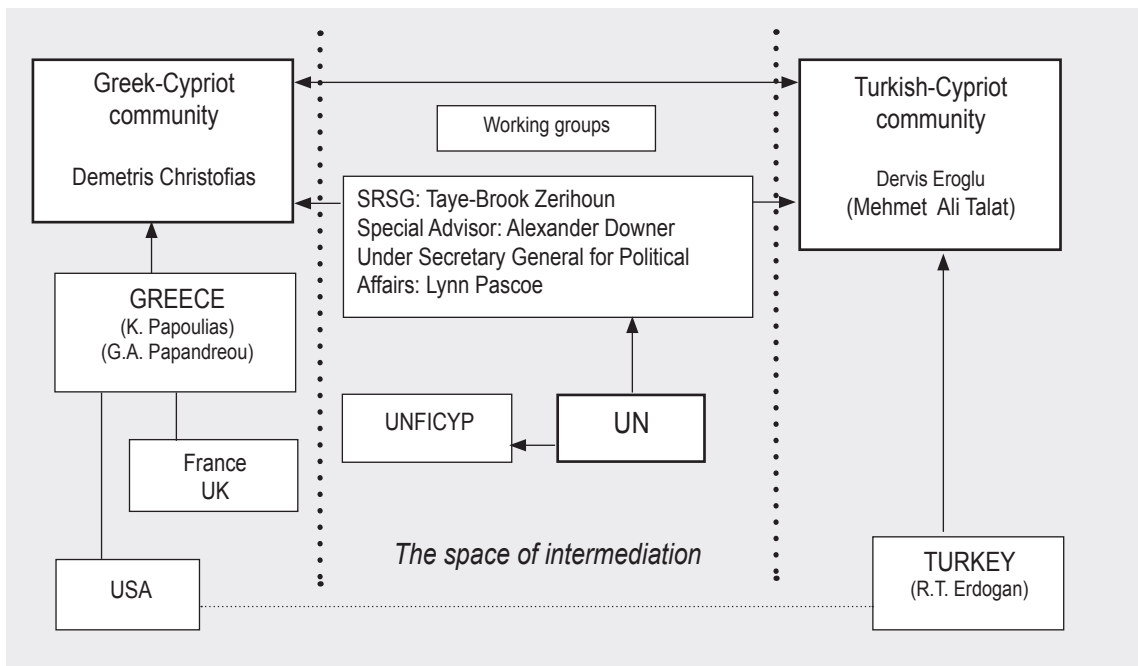 Greek-Cypriot
community
Demetris Christofias
Working groups
Turkish-Cypriot
community
Dervis Eroglu
(Mehmet Ali Talat)
SRSG: Taye-Brook Zerihoun
Special Advisor: Alexander Downer
Under Secretary General for Political
Affairs: Lynn Pascoe
GREECE
(K. Papoulias)
(G.A. Papandreou)
UNFICYP
UN
France
UK
The space of intermediation
USA
TURKEY
(R.T. Erdogan)